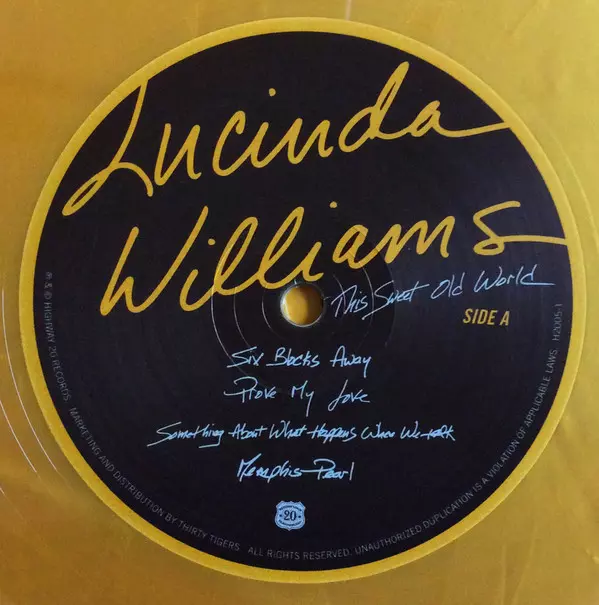 Lucinda
Williams
This Sweet Old World
SIDE A
Six Blocks Away
Prove My Love
Something About What Happens When We Talk
Memphis Pearl
20
℗ & © HIGHWAY 20 RECORDS. MARKETING AND DISTRIBUTION BY THIRTY TIGERS. ALL RIGHTS RESERVED. UNAUTHORIZED DUPLICATION IS A VIOLATION OF APPLICABLE LAWS. H2005-1